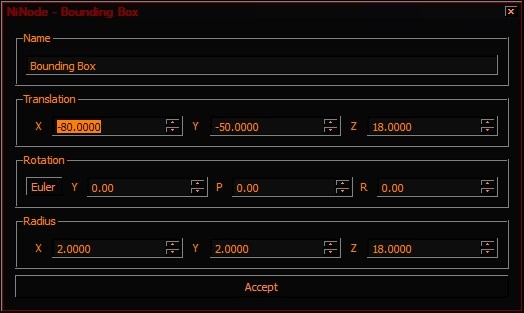 NiNode - Bounding Box
Name
Bounding Box
Translation
X -80.0000 Y -50.0000 Z 18.0000
Rotation
Euler Y 0.00 P 0.00 R 0.00
Radius
X 2.0000 Y 2.0000 Z 18.0000
Accept